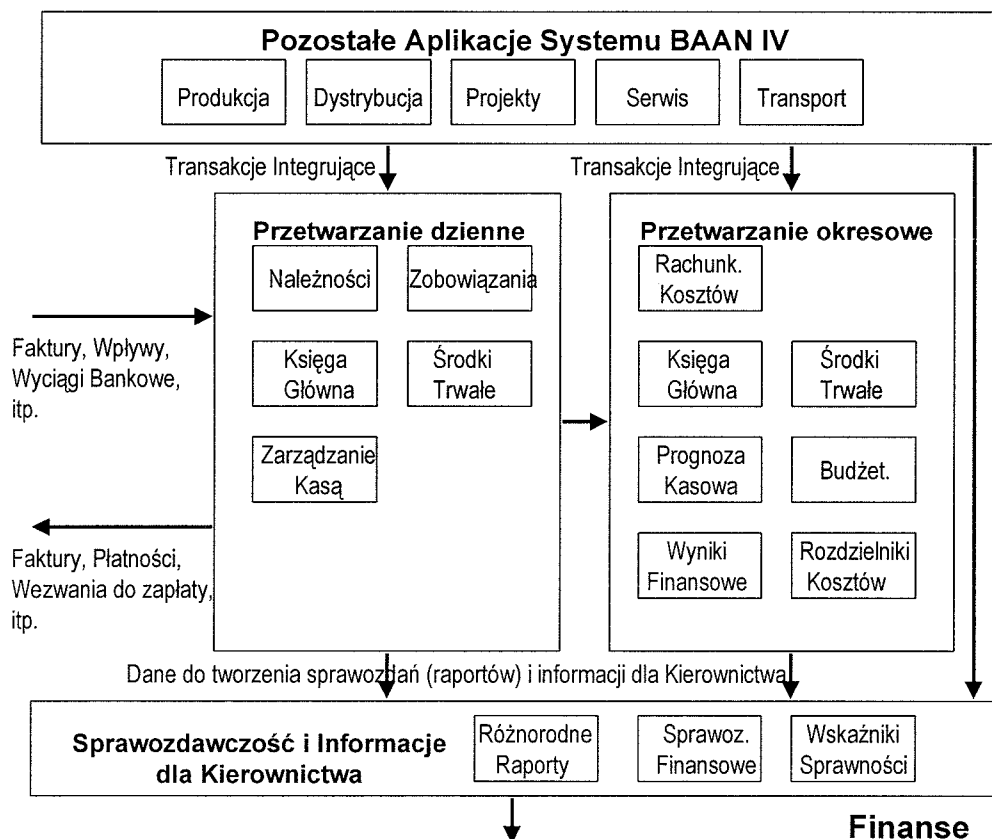 Pozostałe Aplikacje Systemu BAAN IV
Produkcja
Dystrybucja
Projekty
Serwis
Transport
Transakcje Integrujące
Transakcje Integrujące
Przetwarzanie dzienne
Należności
Zobowiązania
Księga
Główna
Środki
Trwałe
Zarządzanie
Kasą
Faktury, Wpływy,
Wyciągi Bankowe,
itp.
Faktury, Płatności,
Wezwania do zapłaty,
itp.
Przetwarzanie okresowe
Rachunk.
Kosztów
Księga
Główna
Środki
Trwałe
Prognoza
Kasowa
Budżet.
Wyniki
Finansowe
Rozdzielniki
Kosztów
Dane do tworzenia sprawozdań (raportów) i informacji dla Kierownictwa
Sprawozdawczość i Informacje
dla Kierownictwa
Różnorodne
Raporty
Sprawoz.
Finansowe
Wskaźniki
Sprawności
Finanse